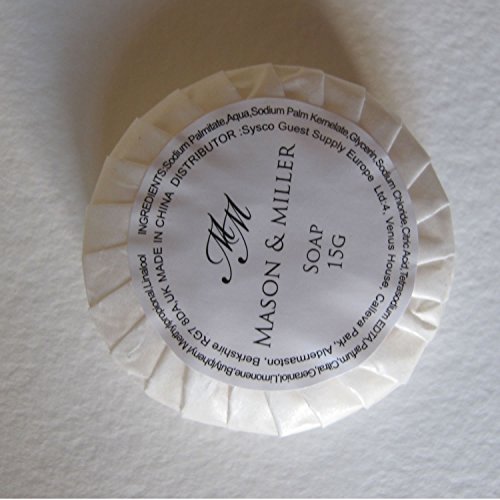 MM
MASON & MILLER
SOAP
15G
INGREDIENTS:Sodium Palmitate,Aqua,Sodium Palm Kernelate,Glycerin,Sodium Chloride,Citric Acid,Tetrasodium EDTA,Parfum,Citral,Geraniol,Limonene,Butylphenyl Methylpropional,Linalool
MADE IN CHINA DISTRIBUTOR :Sysco Guest Supply Europe Ltd:4, Venus House, Calleva Park, Aldermaston, Berkshire RG7 8DA-UK